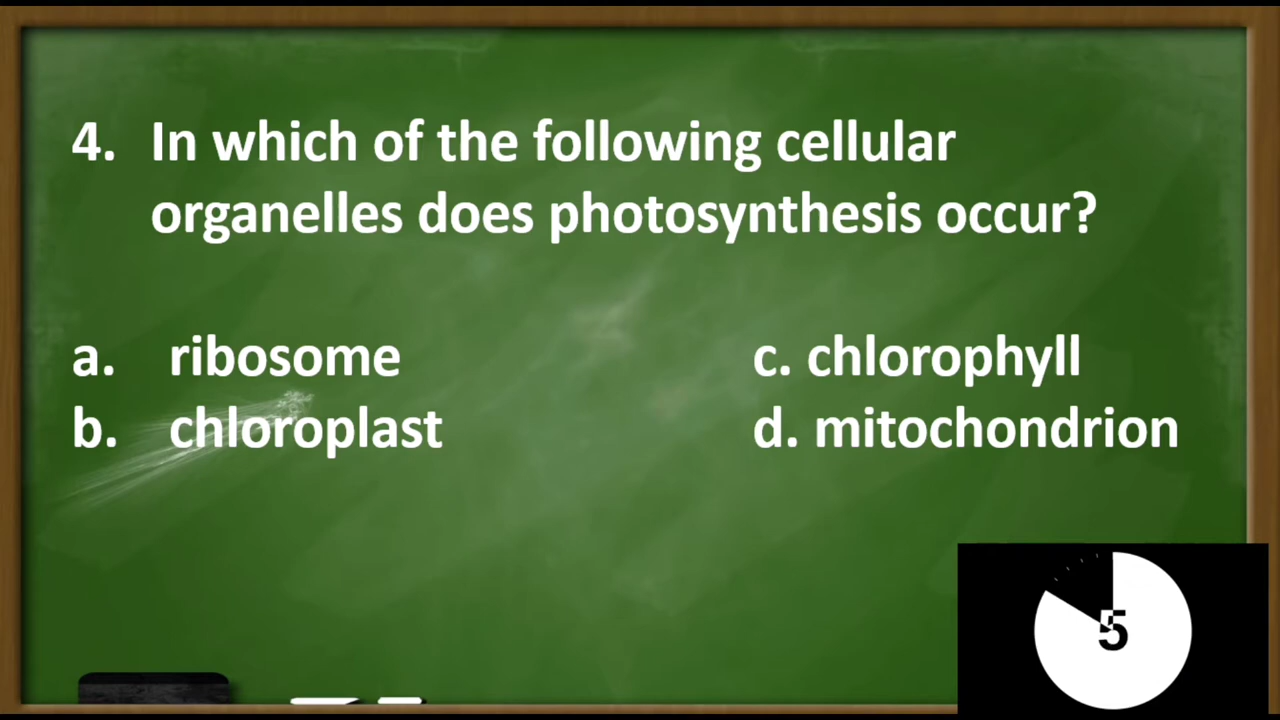 4. In which of the following cellular
organelles does photosynthesis occur?
a. ribosome
c. chlorophyll
b. chloroplast
d. mitochondrion
5